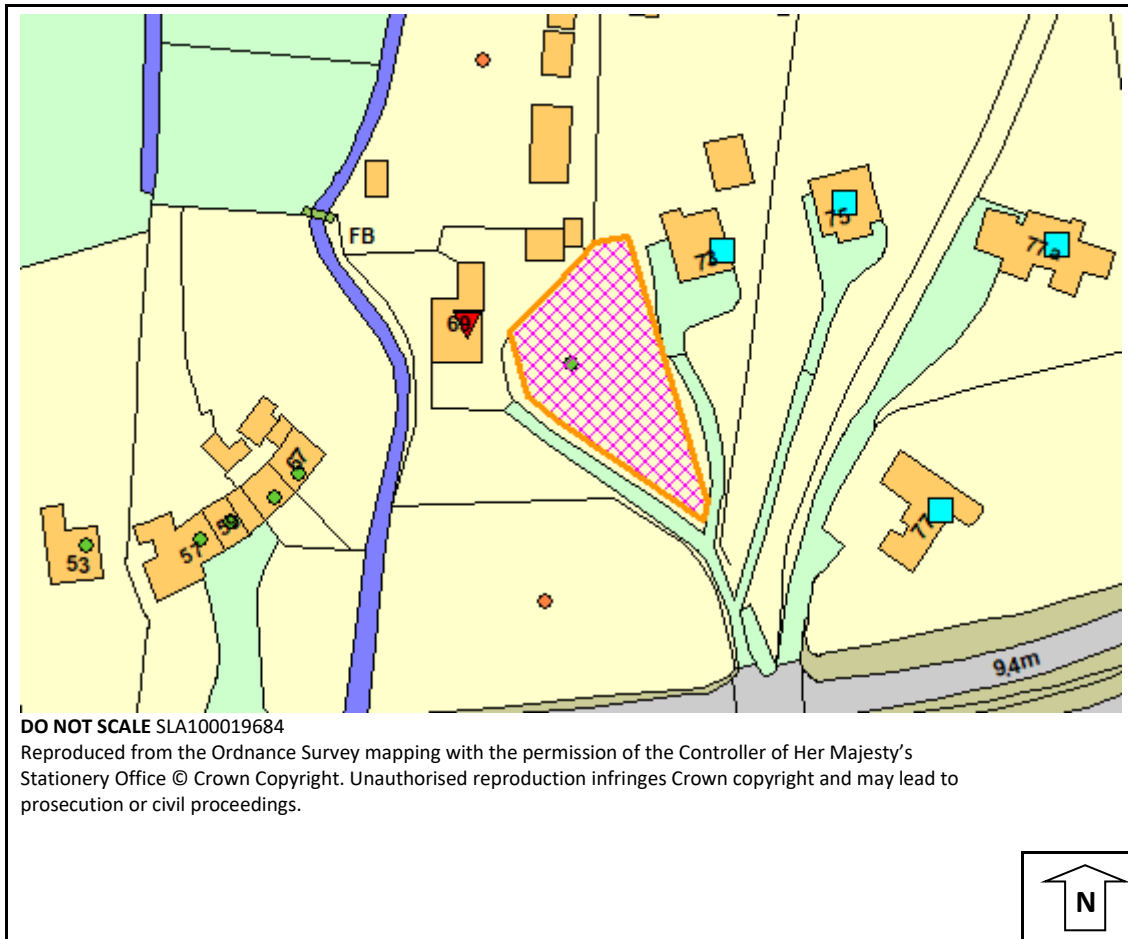 FB
75
77a
73
69
67
59
57
53
77
9.4m
DO NOT SCALE SLA100019684
Reproduced from the Ordnance Survey mapping with the permission of the Controller of Her Majesty’s
Stationery Office © Crown Copyright. Unauthorised reproduction infringes Crown copyright and may lead to
prosecution or civil proceedings.
N